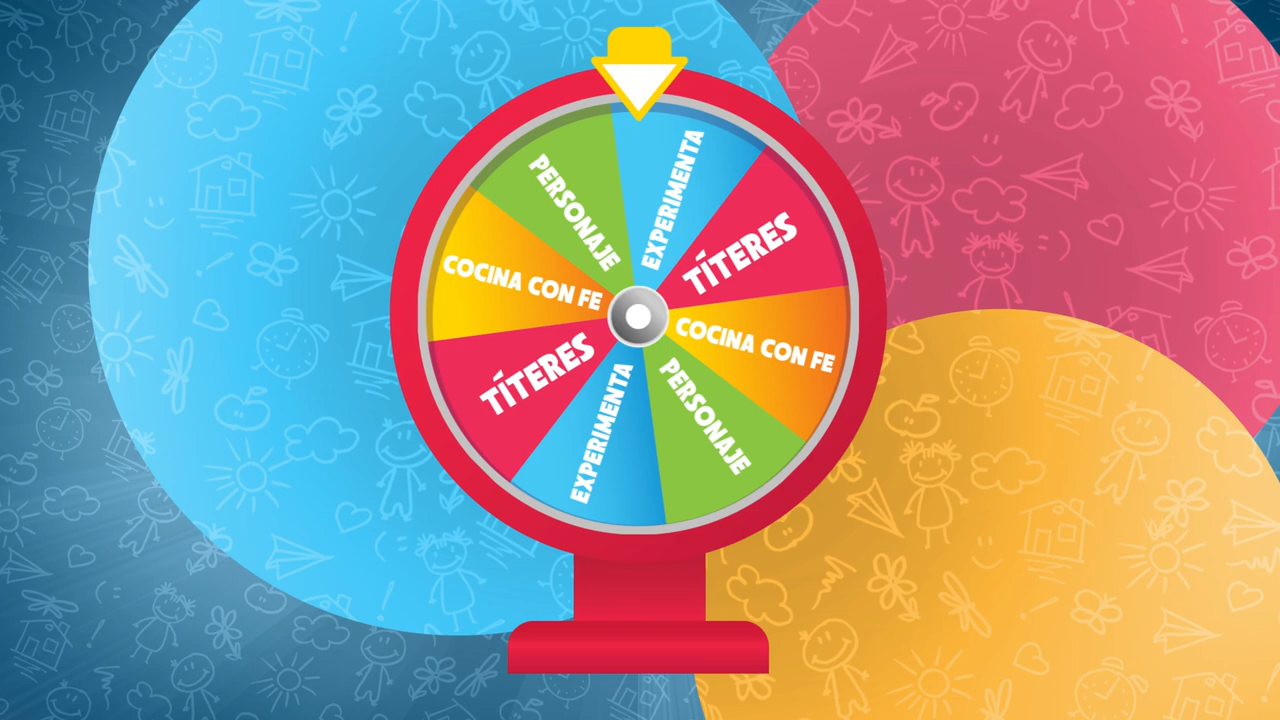 EXPERIMENTA
TÍTERES
COCINA CON FE
PERSONAJE
EXPERIMENTA
TÍTERES
COCINA CON FE
PERSONAJE